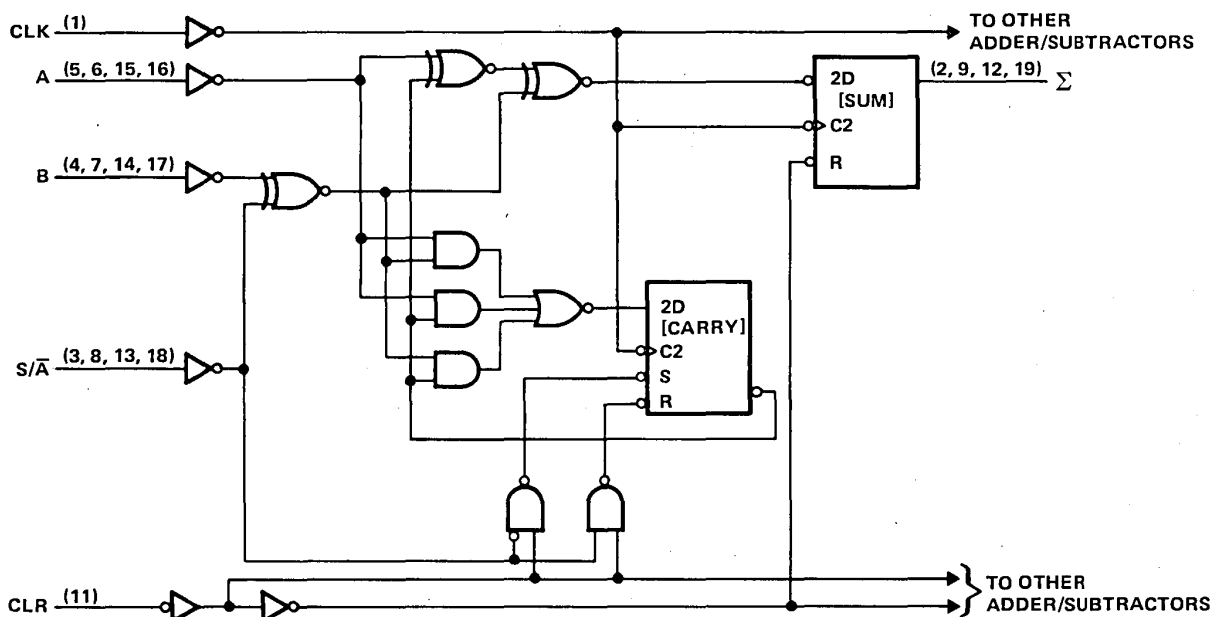 CLK (1)
TO OTHER
ADDER/SUBTRACTORS
A (5, 6, 15, 16)
2D
[SUM]
C2
R
(2, 9, 12, 19) Σ
B (4, 7, 14, 17)
2D
[CARRY]
C2
S
R
S/A̅ (3, 8, 13, 18)
CLR (11)
TO OTHER
ADDER/SUBTRACTORS